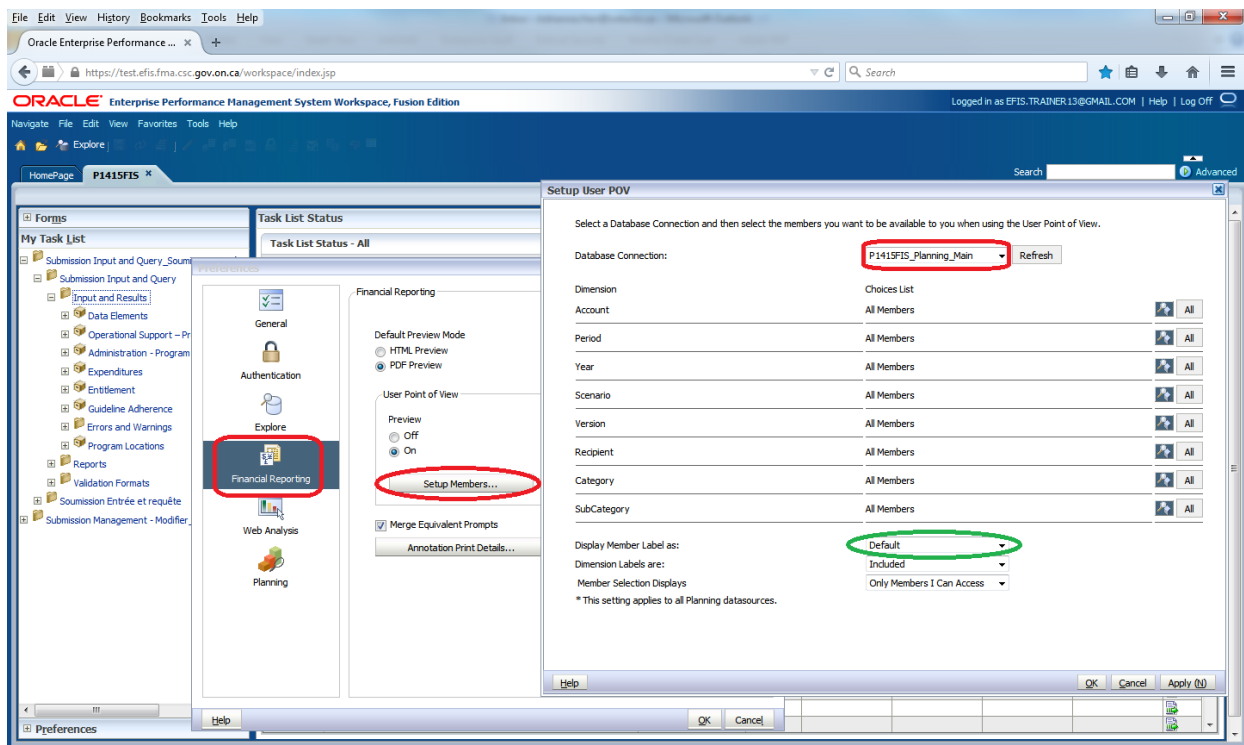 File Edit View History Bookmarks Tools Help
Oracle Enterprise Performance ... × +
https://test.efis.fma.csc.gov.on.ca/workspace/index.jsp
Search
ORACLE Enterprise Performance Management System Workspace, Fusion Edition
Logged in as EFIS.TRAINER13@GMAIL.COM | Help | Log Off
Navigate File Edit View Favorites Tools Help
Explore
HomePage P1415FIS ×
Search
Advanced
Forms
My Task List
Submission Input and Query_Soum
Submission Input and Query
Input and Results
Data Elements
Operational Support – Pr
Administration - Program
Expenditures
Entitlement
Guideline Adherence
Errors and Warnings
Program Locations
Reports
Validation Formats
Soumission Entrée et requête
Submission Management - Modifier_
Preferences
Task List Status
Task List Status - All
Preferences
General
Authentication
Explore
Financial Reporting
Web Analysis
Planning
Financial Reporting
Default Preview Mode
HTML Preview
PDF Preview
User Point of View
Preview
Off
On
Setup Members...
Merge Equivalent Prompts
Annotation Print Details...
Help OK Cancel
Setup User POV
Select a Database Connection and then select the members you want to be available to you when using the User Point of View.
Database Connection: P1415FIS_Planning_Main Refresh
Dimension Choices List
Account All Members All
Period All Members All
Year All Members All
Scenario All Members All
Version All Members All
Recipient All Members All
Category All Members All
SubCategory All Members All
Display Member Label as: Default
Dimension Labels are: Included
Member Selection Displays Only Members I Can Access
* This setting applies to all Planning datasources.
Help OK Cancel Apply (N)